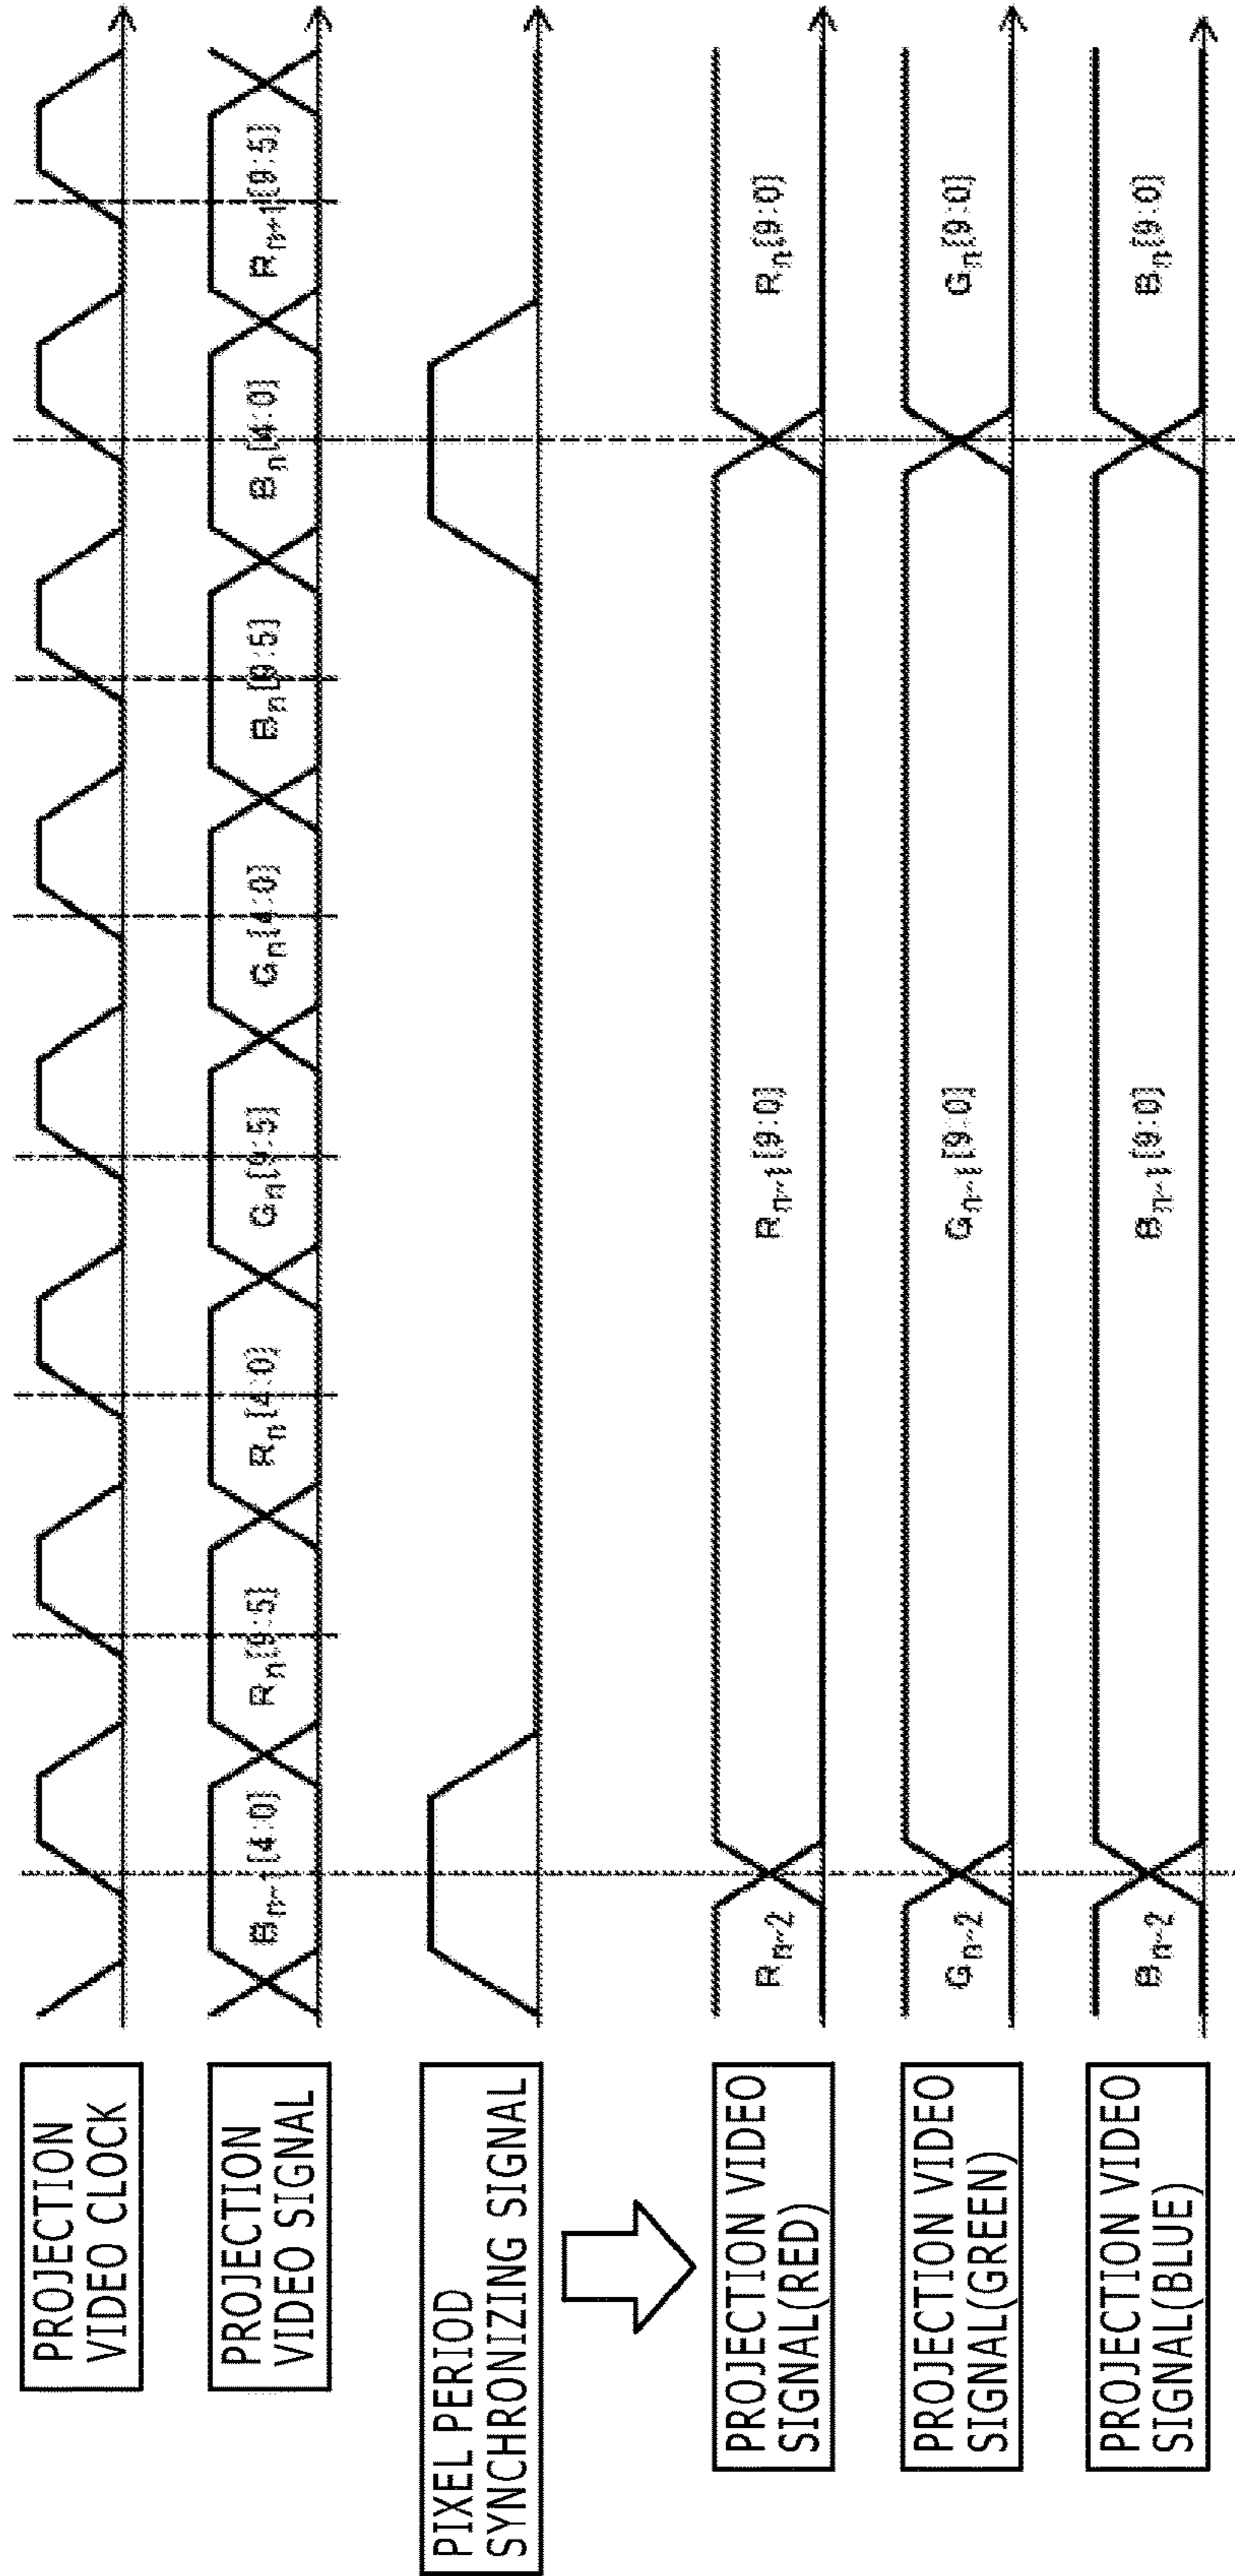 PROJECTION
VIDEO CLOCK
PROJECTION
VIDEO SIGNAL
Bn-1[4:0]
Rn[9:5]
Rn[4:0]
Gn[9:5]
Gn[4:0]
Bn[9:5]
Bn[4:0]
Rn+1[9:5]
PIXEL PERIOD
SYNCHRONIZING SIGNAL
PROJECTION VIDEO
SIGNAL(RED)
Rn-2
Rn-1[9:0]
Rn[9:0]
PROJECTION VIDEO
SIGNAL(GREEN)
Gn-2
Gn-1[9:0]
Gn[9:0]
PROJECTION VIDEO
SIGNAL(BLUE)
Bn-2
Bn-1[9:0]
Bn[9:0]